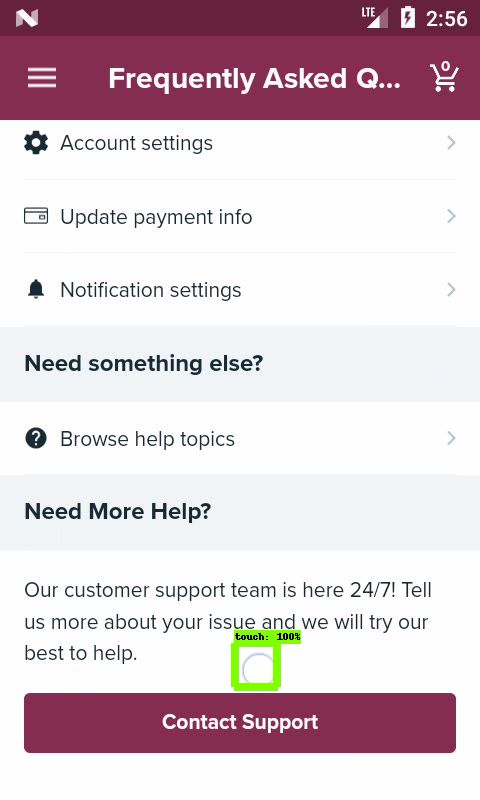 LTE 2:56
Frequently Asked Q... 0
Account settings
Update payment info
Notification settings
Need something else?
Browse help topics
Need More Help?
Our customer support team is here 24/7! Tell
us more about your issue and we will try our
touch: 100%
best to help.
Contact Support